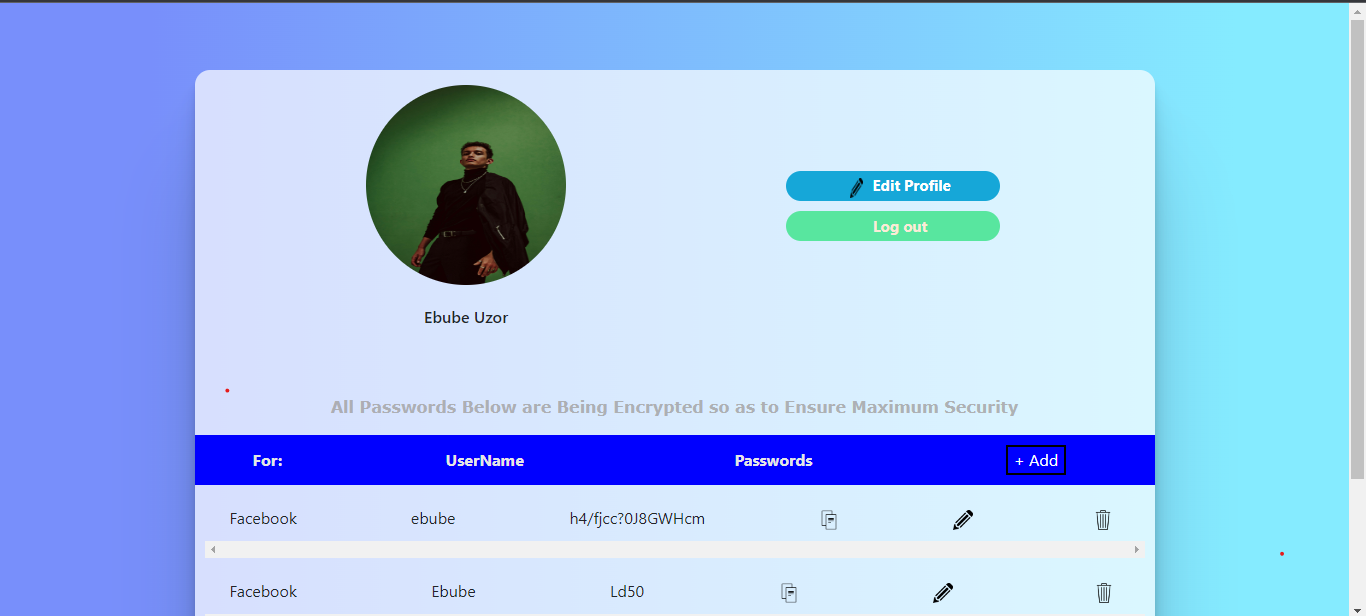 Edit Profile
Log out
Ebube Uzor
All Passwords Below are Being Encrypted so as to Ensure Maximum Security
For: UserName Passwords + Add
Facebook ebube h4/fjcc?0J8GWHcm
Facebook Ebube Ld50